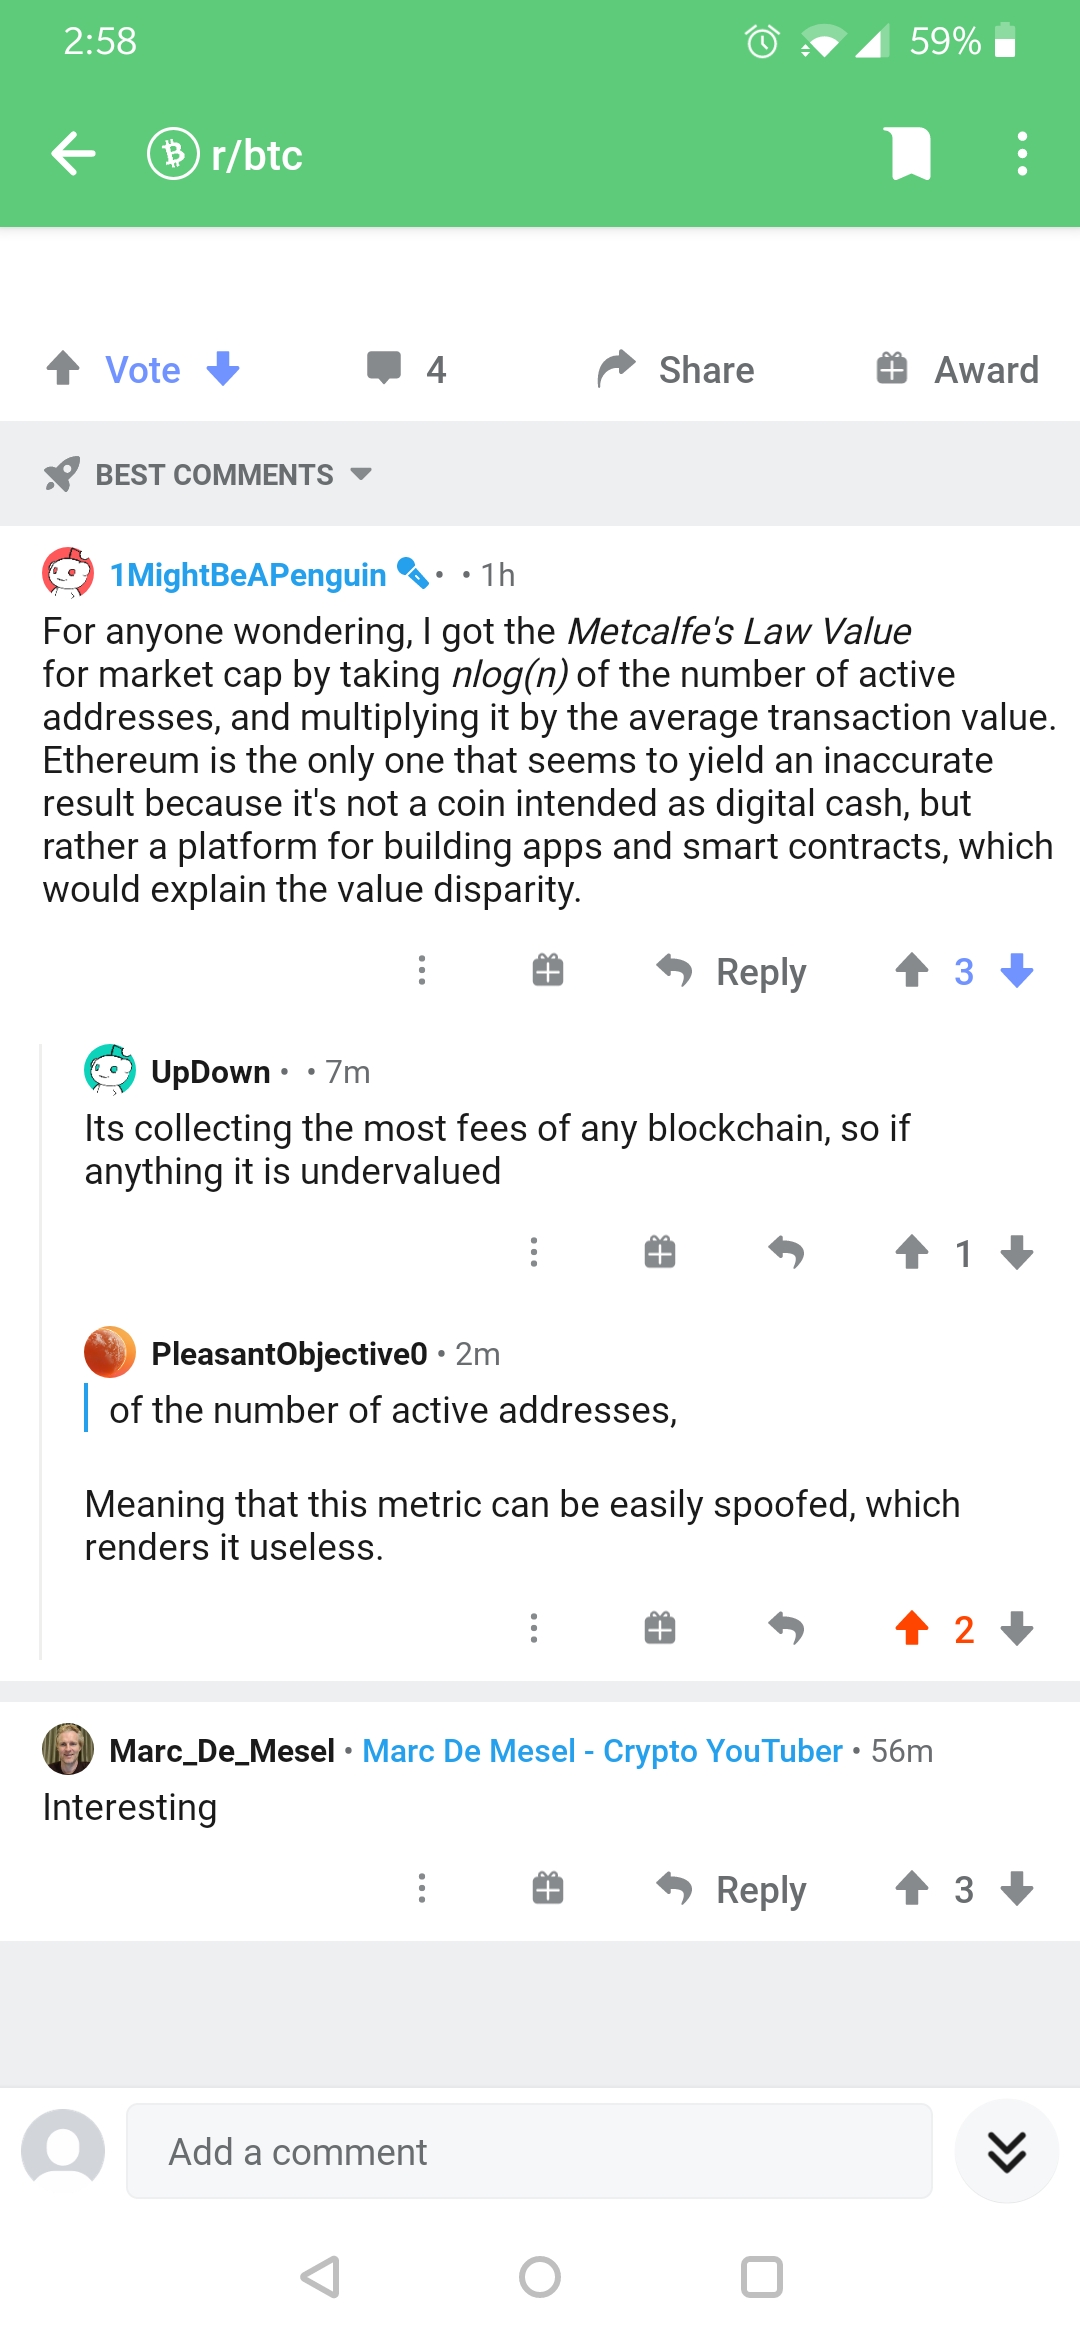 2:58
59%
r/btc
Vote
4
Share
Award
BEST COMMENTS
1MightBeAPenguin • • 1h
For anyone wondering, I got the Metcalfe's Law Value
for market cap by taking nlog(n) of the number of active
addresses, and multiplying it by the average transaction value.
Ethereum is the only one that seems to yield an inaccurate
result because it's not a coin intended as digital cash, but
rather a platform for building apps and smart contracts, which
would explain the value disparity.
Reply
3
UpDown • • 7m
Its collecting the most fees of any blockchain, so if
anything it is undervalued
1
PleasantObjective0 • 2m
of the number of active addresses,
Meaning that this metric can be easily spoofed, which
renders it useless.
2
Marc_De_Mesel • Marc De Mesel - Crypto YouTuber • 56m
Interesting
Reply
3
Add a comment